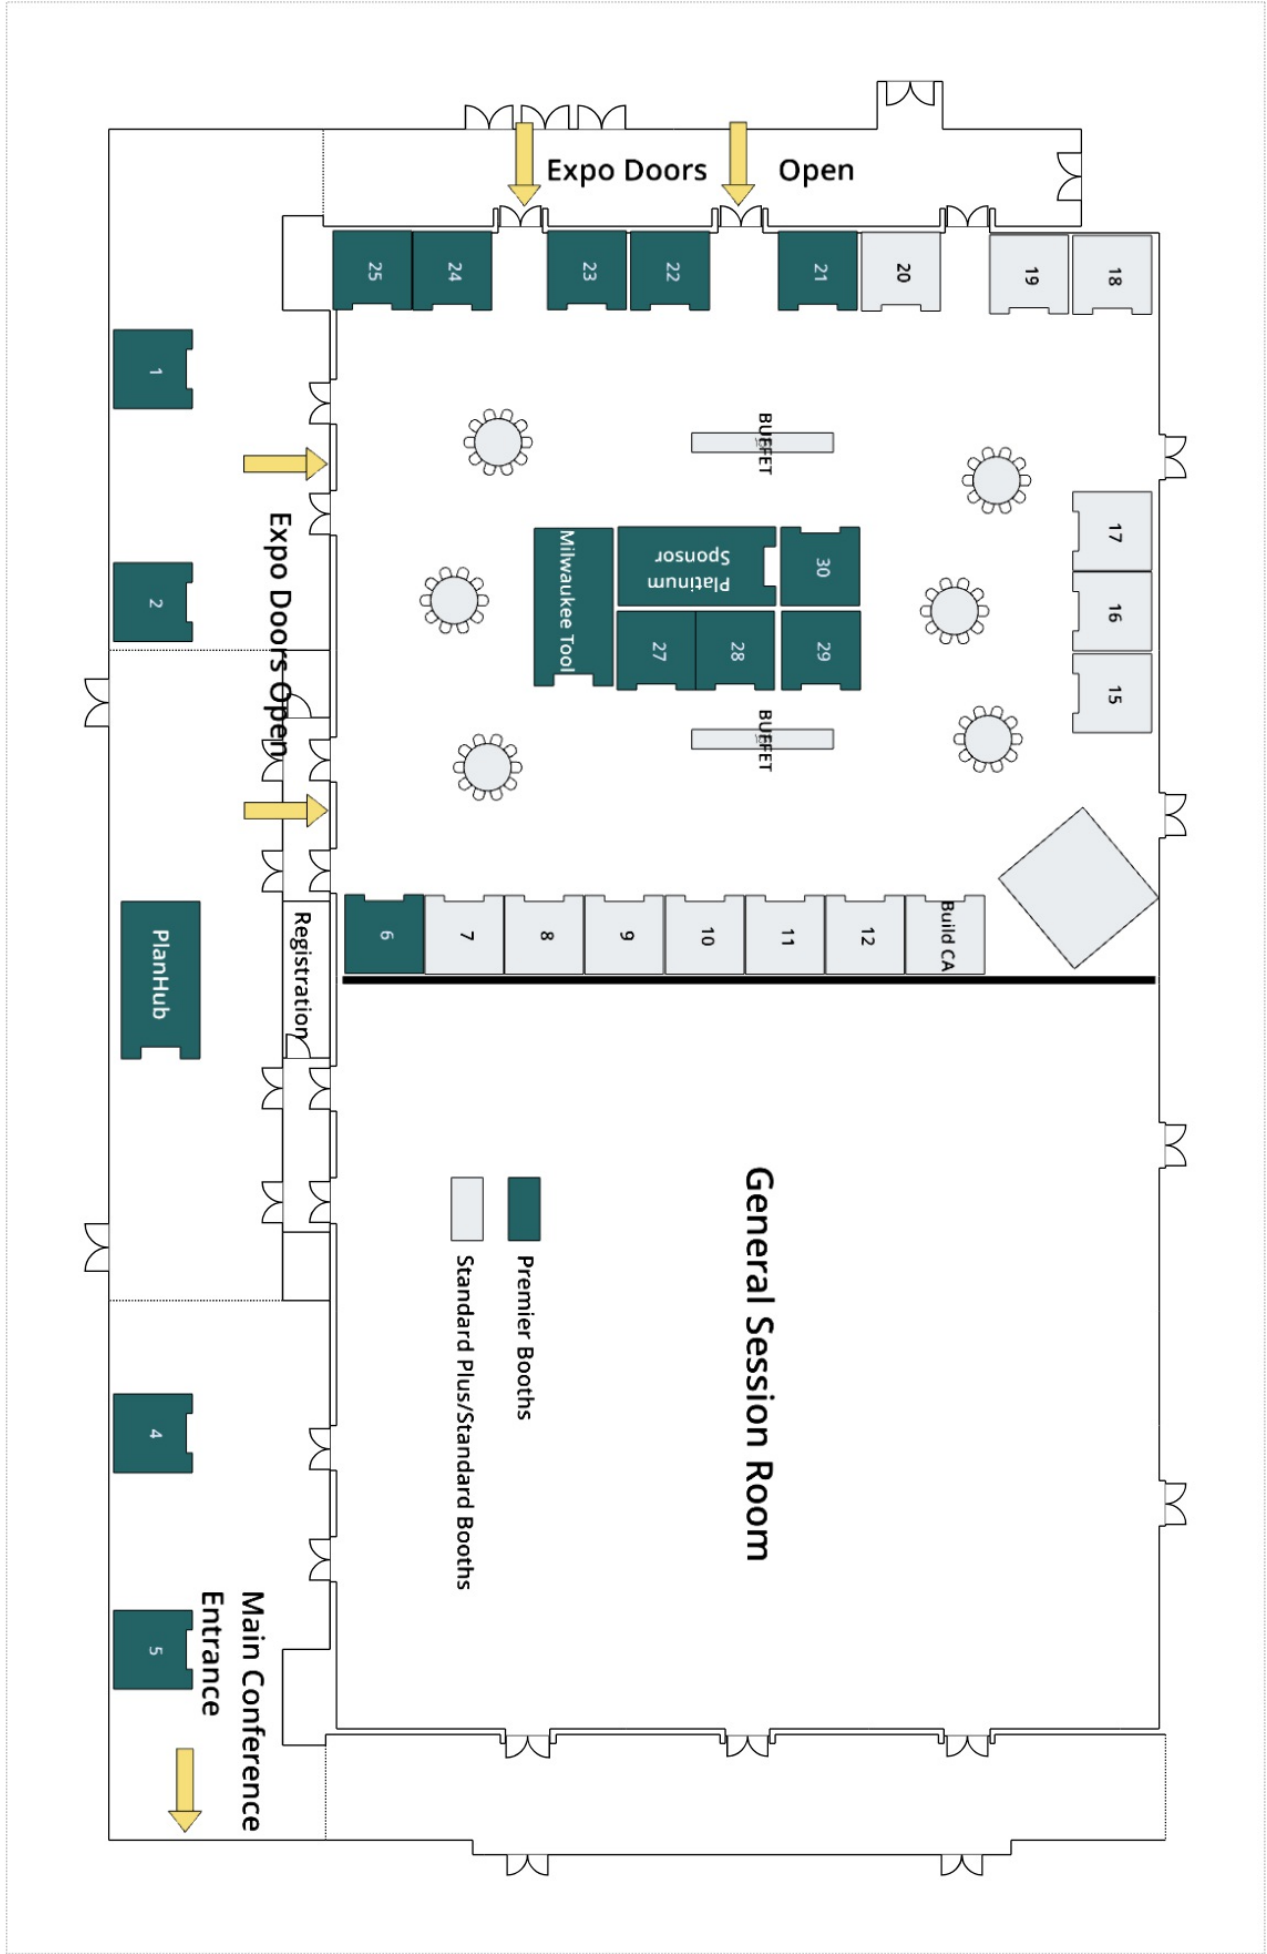 Expo Doors
Open
25
24
23
22
21
20
19
18
1
BUFFET
17
Expo Doors Open
Milwaukee Tool
Platinum
Sponsor
30
2
16
27
28
29
15
BUFFET
PlanHub
Registration
6
7
8
9
10
11
12
Build CA
General Session Room
Premier Booths
Standard Plus/Standard Booths
4
5
Main Conference
Entrance